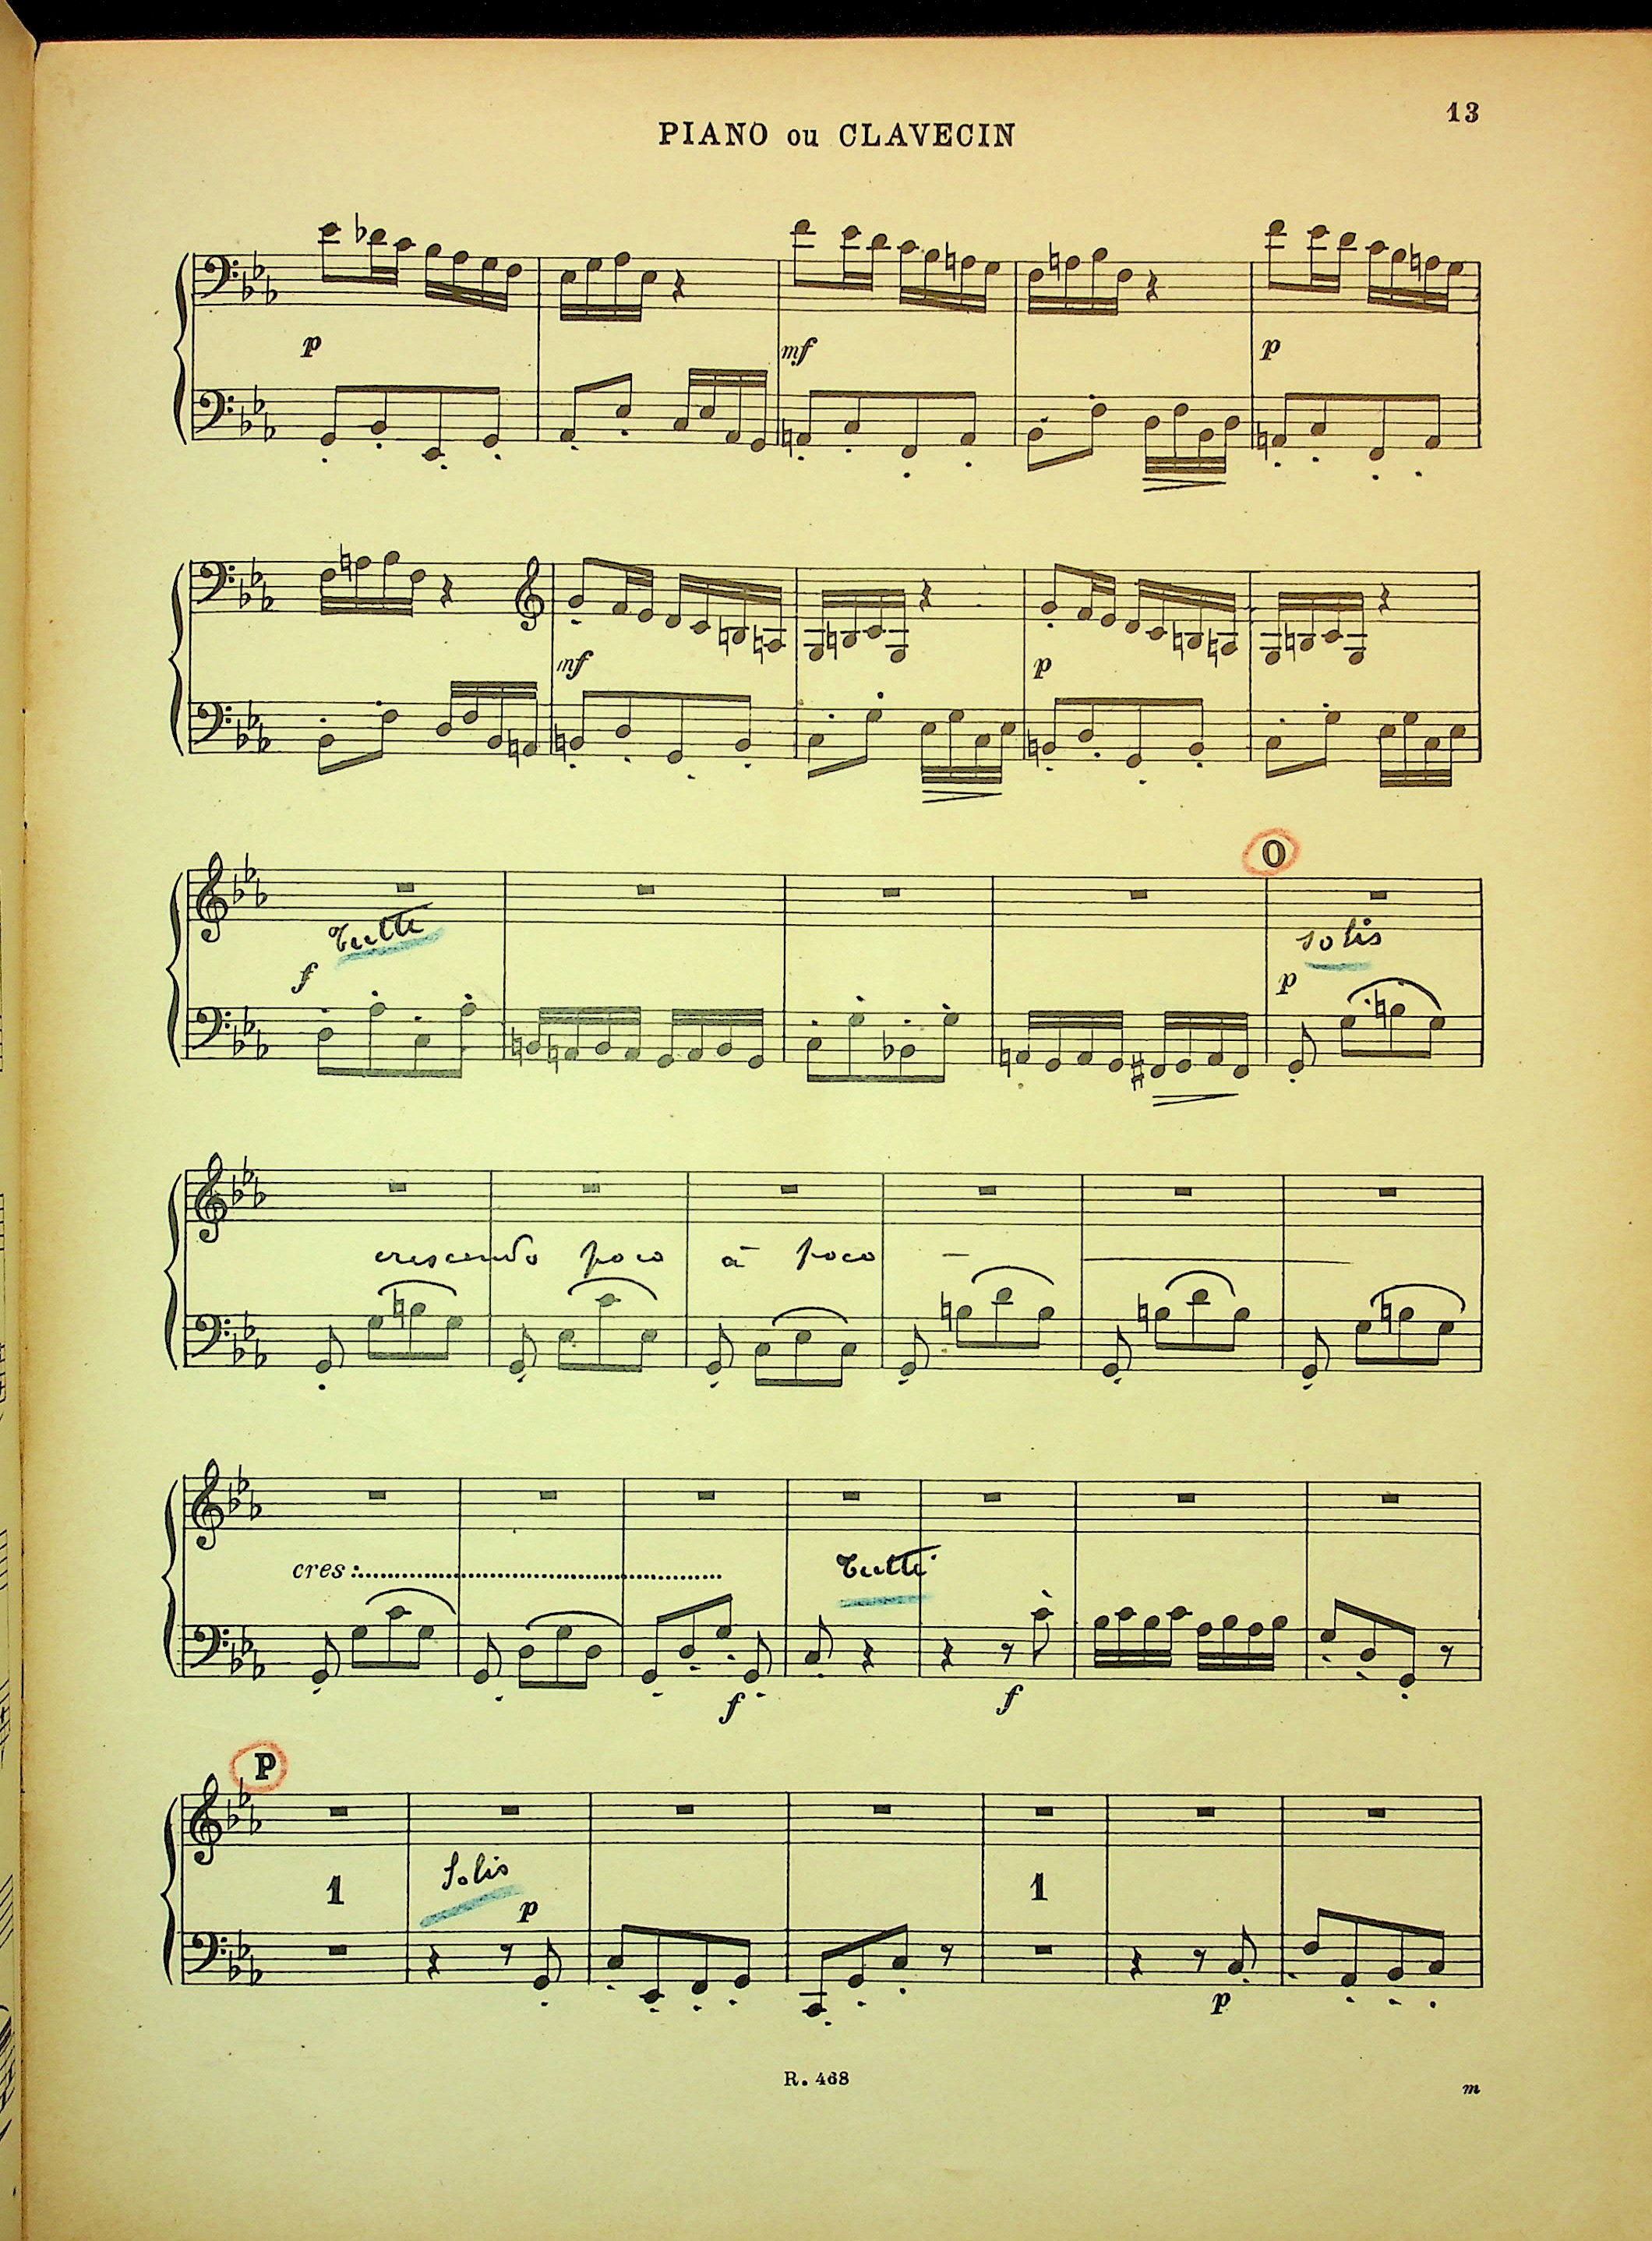 13
PIANO ou CLAVECIN
p mf p
mf p
O
Tutti solis
f p
crescendo poco à poco
cres:
Tutti
f f
P
1 Solis 1
p
p
R. 468
m